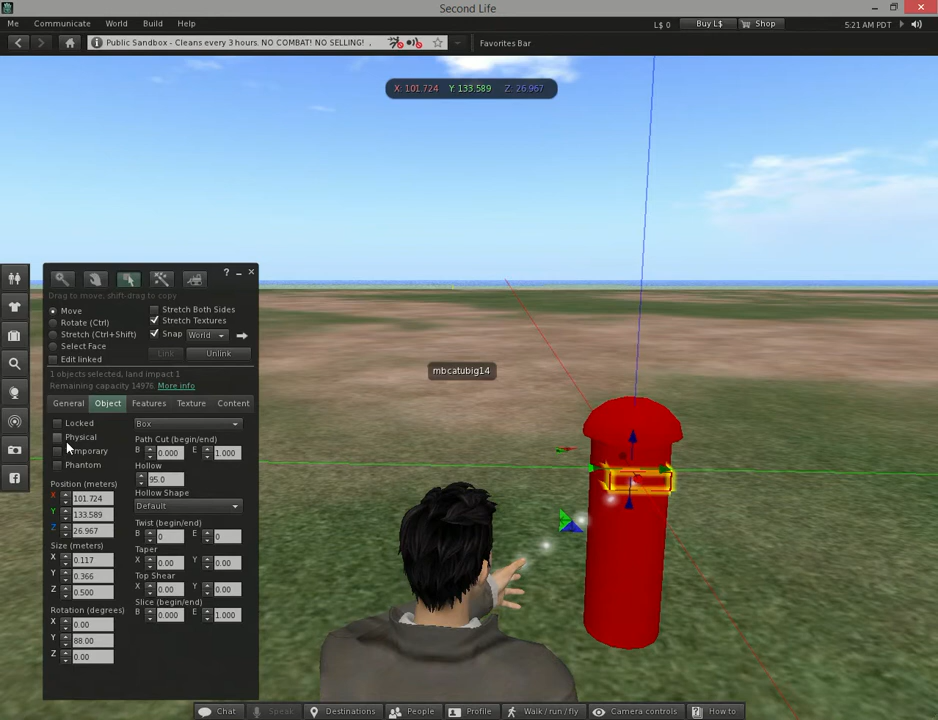 Second Life
Me Communicate World Build Help
L$ 0 Buy L$ Shop 5:21 AM PDT
Public Sandbox - Cleans every 3 hours. NO COMBAT! NO SELLING! .
Favorites Bar
X: 101.724 Y: 133.589 Z: 26.967
? _ ×
Drag to move, shift-drag to copy
Move
Rotate (Ctrl)
Stretch (Ctrl+Shift)
Select Face
Edit linked
Stretch Both Sides
Stretch Textures
Snap World
Link Unlink
1 objects selected, land impact 1
Remaining capacity 14976. More info
General Object Features Texture Content
Locked
Physical
Temporary
Phantom
Position (meters)
X 101.724
Y 133.589
Z 26.967
Size (meters)
X 0.117
Y 0.366
Z 0.500
Rotation (degrees)
X 0.00
Y 88.00
Z 0.00
Box
Path Cut (begin/end)
B 0.000 E 1.000
Hollow
95.0
Hollow Shape
Default
Twist (begin/end)
B 0 E 0
Taper
X 0.00 Y 0.00
Top Shear
X 0.00 Y 0.00
Slice (begin/end)
B 0.000 E 1.000
mbcatubig14
Chat Speak Destinations People Profile Walk / run / fly Camera controls How to